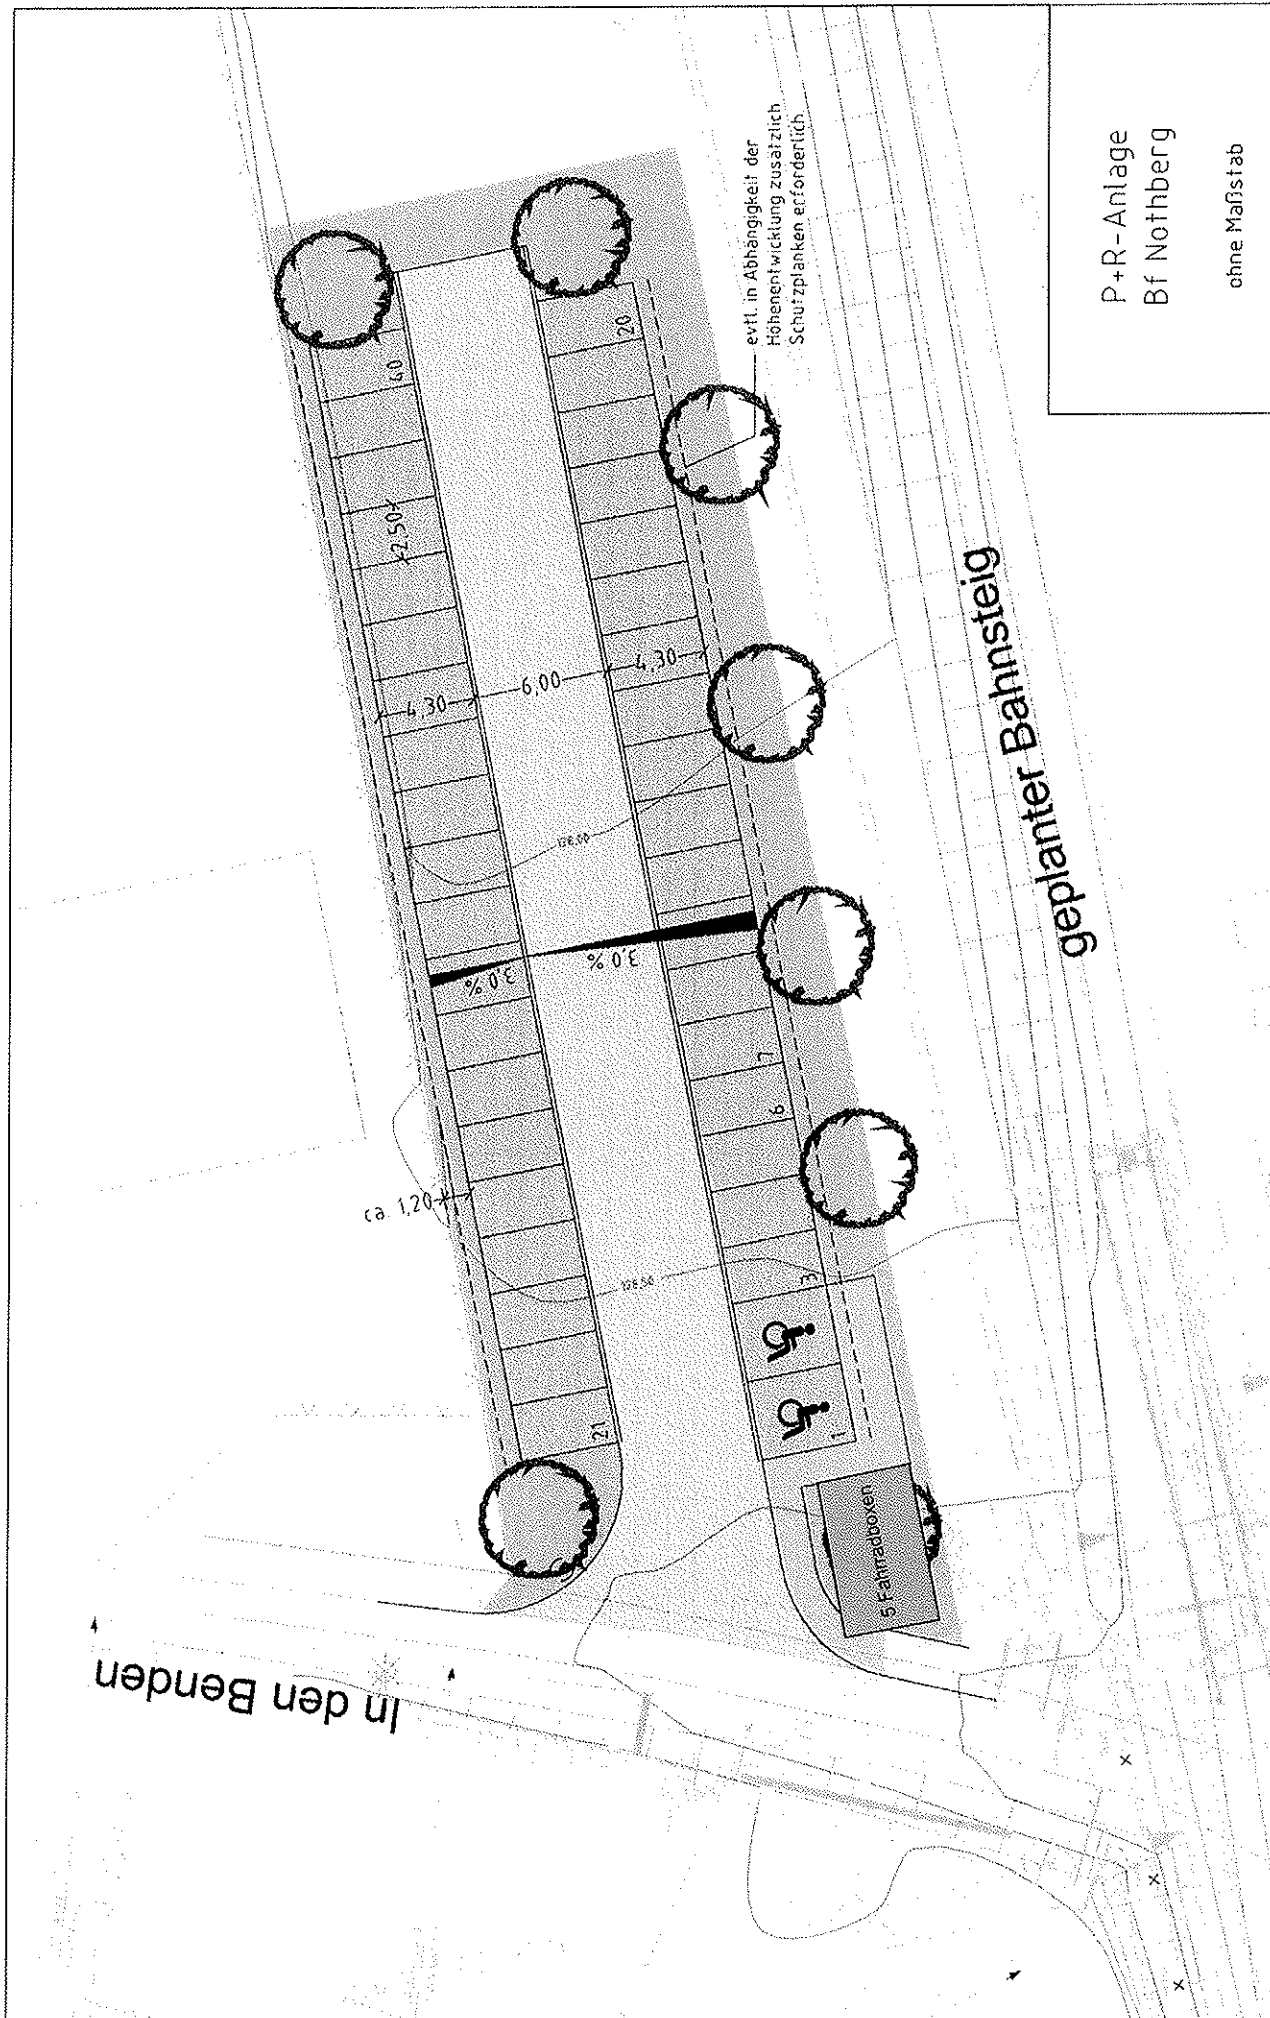 In den Benden
geplanter Bahnsteig
P+R-Anlage
Bf Nothberg
ohne Maßstab
evtl. in Abhängigkeit der
Höhenentwicklung zusätzlich
Schutzplanken erforderlich
5 Fahrradboxen
ca. 1,20
4,30
6,00
4,30
2,50
3,0 %
3,0 %
21
40
20
7
6
3
1